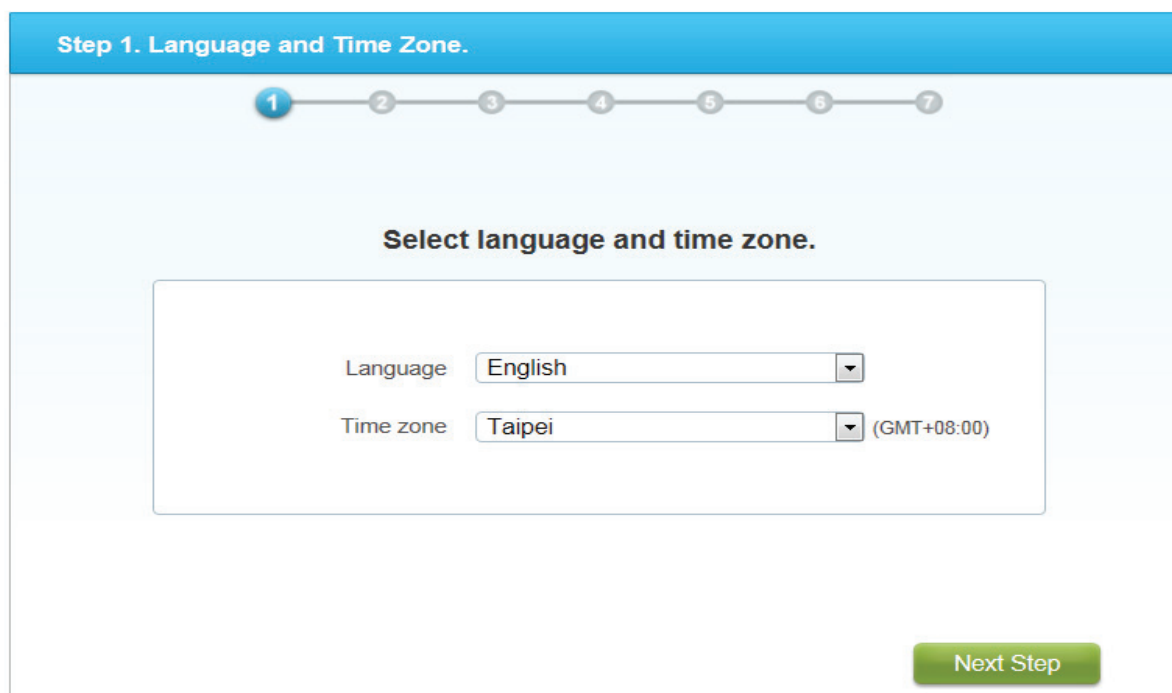 Step 1. Language and Time Zone.
1 2 3 4 5 6 7
Select language and time zone.
Language English
Time zone Taipei (GMT+08:00)
Next Step